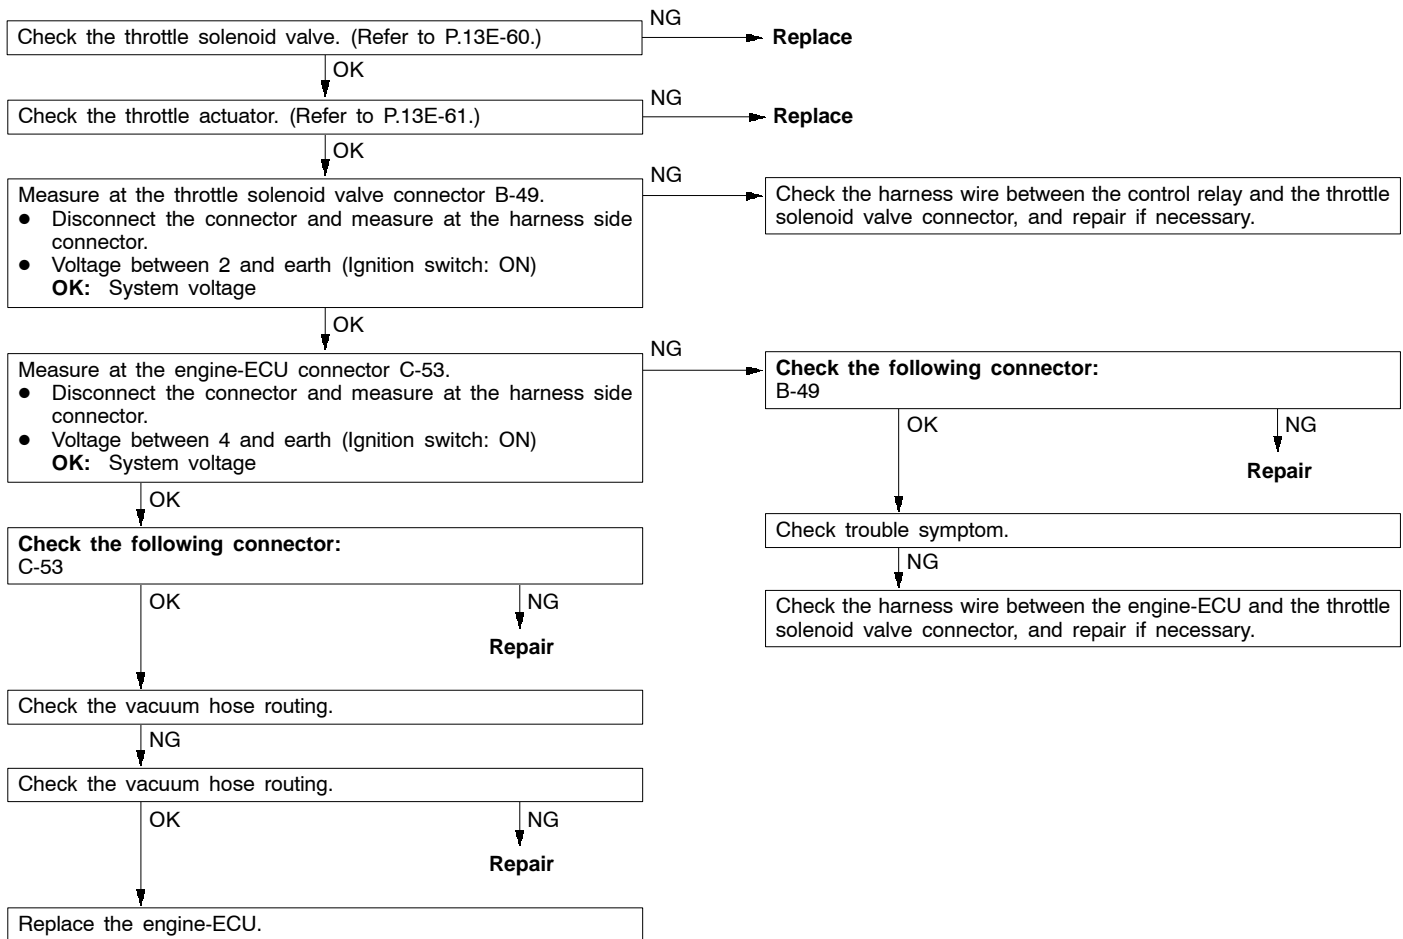 Check the throttle solenoid valve. (Refer to P.13E-60.)
NG
Replace
OK
Check the throttle actuator. (Refer to P.13E-61.)
NG
Replace
OK
Measure at the throttle solenoid valve connector B-49.
● Disconnect the connector and measure at the harness side
connector.
● Voltage between 2 and earth (Ignition switch: ON)
OK: System voltage
NG
Check the harness wire between the control relay and the throttle
solenoid valve connector, and repair if necessary.
OK
Measure at the engine-ECU connector C-53.
● Disconnect the connector and measure at the harness side
connector.
● Voltage between 4 and earth (Ignition switch: ON)
OK: System voltage
NG
Check the following connector:
B-49
OK
NG
Repair
Check trouble symptom.
NG
Check the harness wire between the engine-ECU and the throttle
solenoid valve connector, and repair if necessary.
OK
Check the following connector:
C-53
OK
NG
Repair
Check the vacuum hose routing.
NG
Check the vacuum hose routing.
OK
NG
Repair
Replace the engine-ECU.